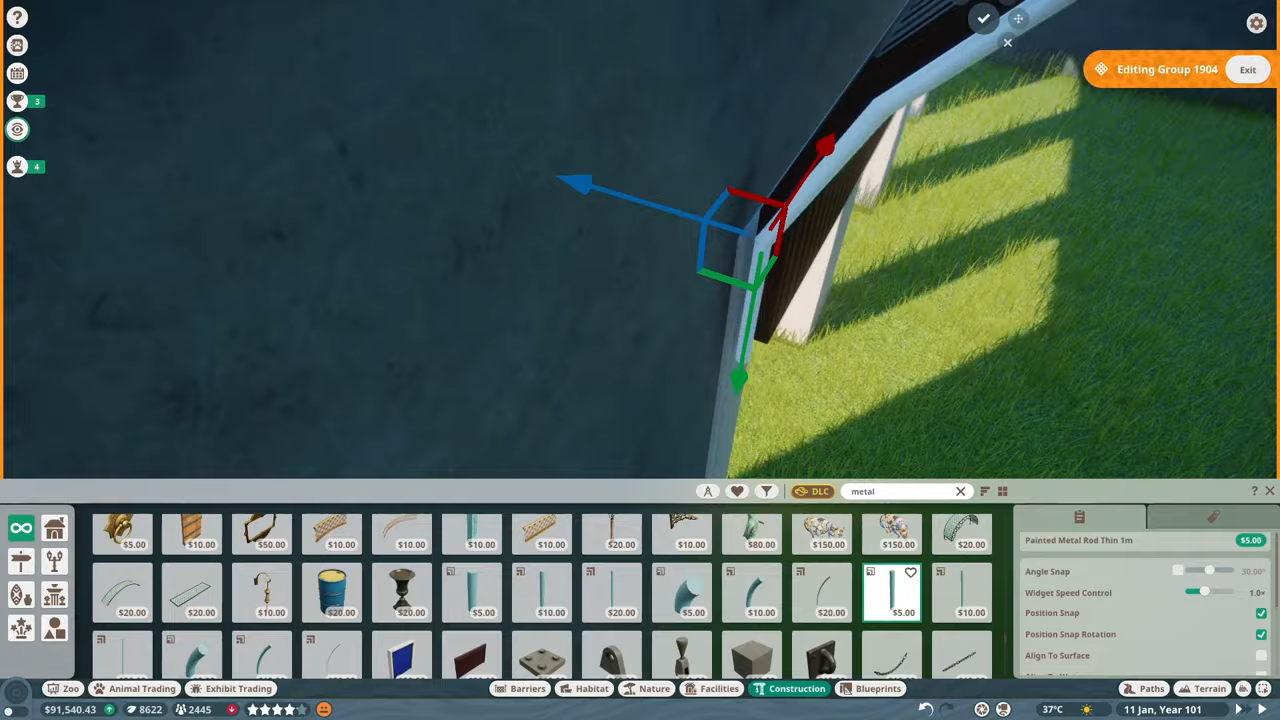 ?
Editing Group 1904 Exit
3
4
DLC metal ?
$5.00 $10.00 $50.00 $10.00 $10.00 $10.00 $10.00 $20.00 $10.00 $80.00 $150.00 $150.00 $20.00
$20.00 $20.00 $10.00 $20.00 $20.00 $5.00 $10.00 $20.00 $5.00 $10.00 $20.00 $5.00 $10.00
Painted Metal Rod Thin 1m $5.00
Angle Snap 30.00°
Widget Speed Control 1.0×
Position Snap
Position Snap Rotation
Align To Surface
Zoo Animal Trading Exhibit Trading Barriers Habitat Nature Facilities Construction Blueprints Paths Terrain
$91,540.43 8622 2445 37°C 11 Jan, Year 101